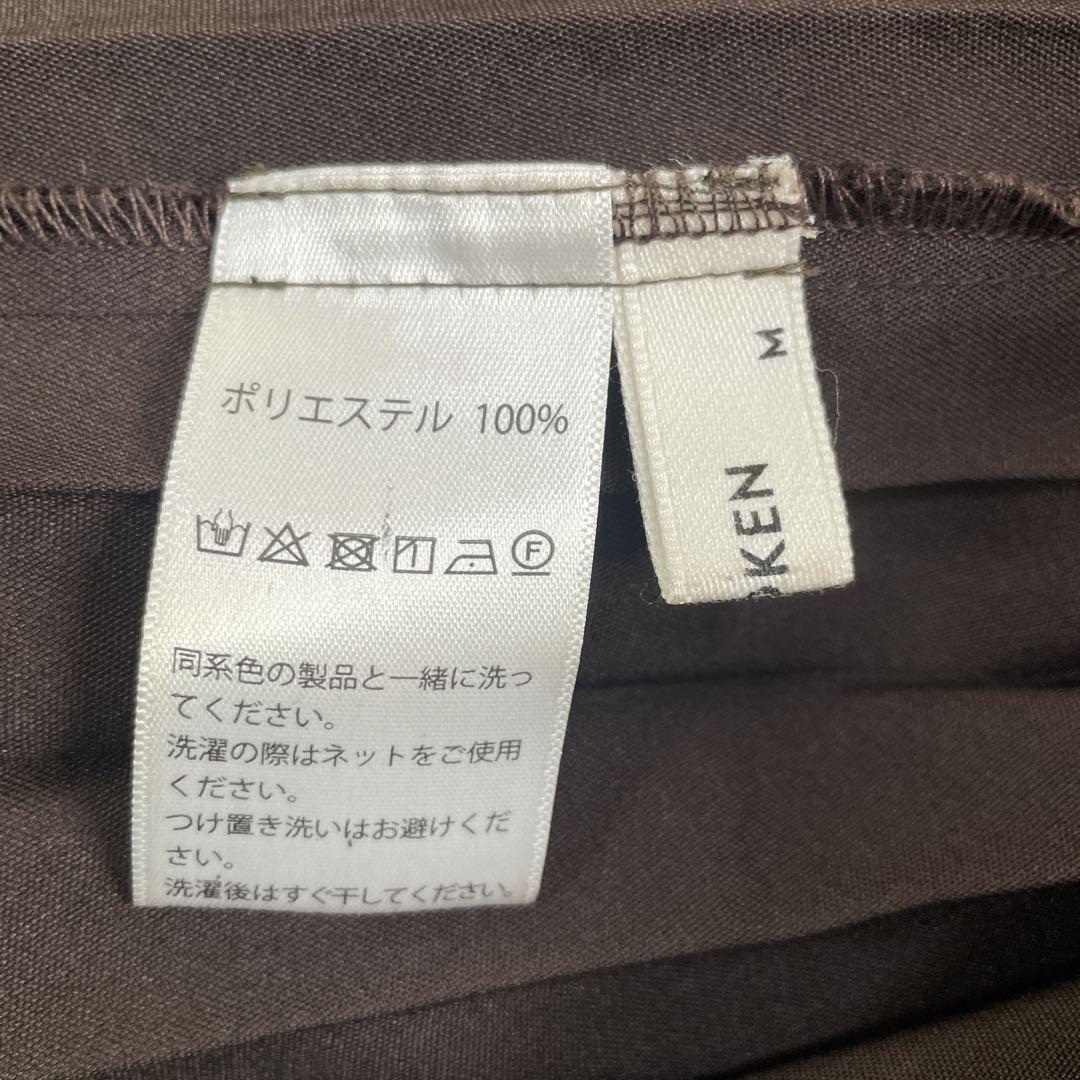 ポリエステル 100%
F
同系色の製品と一緒に洗っ
てください。
洗濯の際はネットをご使用
ください。
つけ置き洗いはお避けくだ
さい。
洗濯後はすぐ干してください。
M